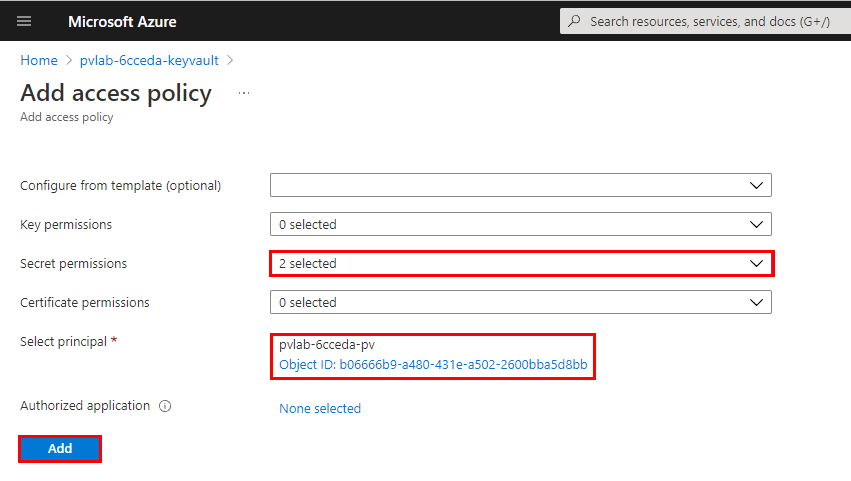 Microsoft Azure
Search resources, services, and docs (G+/)
Home > pvlab-6cceda-keyvault >
Add access policy ...
Add access policy
Configure from template (optional)
Key permissions
0 selected
Secret permissions
2 selected
Certificate permissions
0 selected
Select principal *
pvlab-6cceda-pv
Object ID: b06666b9-a480-431e-a502-2600bba5d8bb
Authorized application
None selected
Add